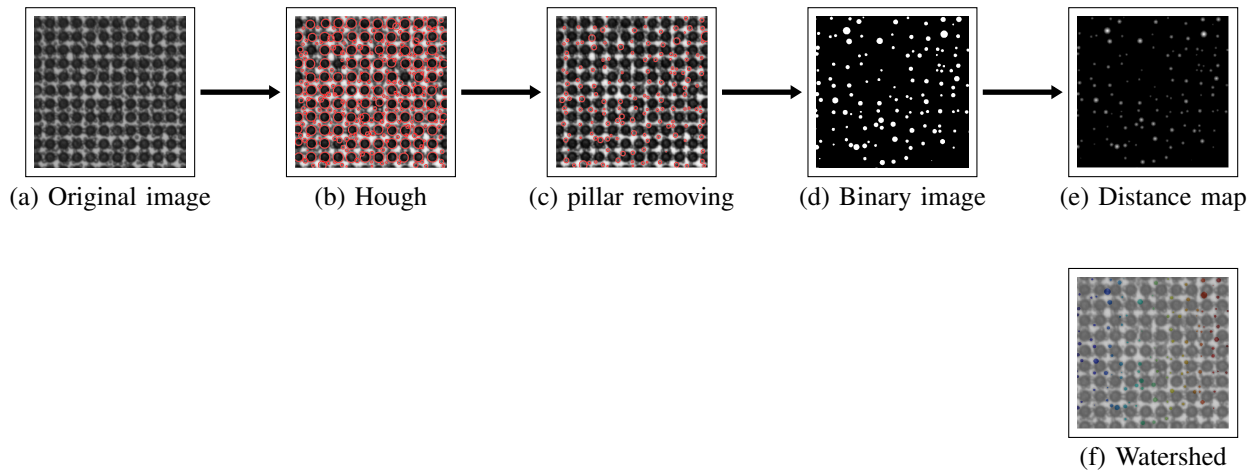 (a) Original image
(b) Hough
(c) pillar removing
(d) Binary image
(e) Distance map
(f) Watershed